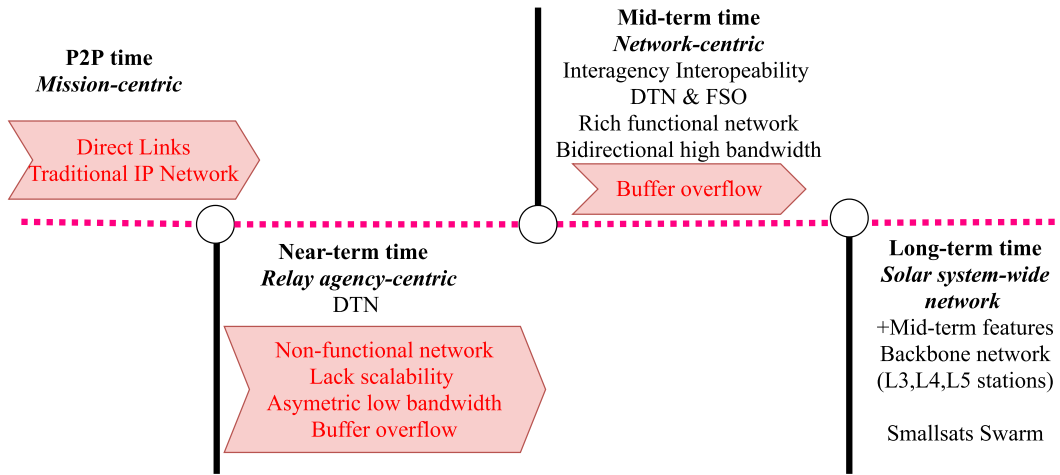 P2P time
Mission-centric
Direct Links
Traditional IP Network
Near-term time
Relay agency-centric
DTN
Non-functional network
Lack scalability
Asymetric low bandwidth
Buffer overflow
Mid-term time
Network-centric
Interagency Interopeability
DTN & FSO
Rich functional network
Bidirectional high bandwidth
Buffer overflow
Long-term time
Solar system-wide
network
+Mid-term features
Backbone network
(L3,L4,L5 stations)
Smallsats Swarm